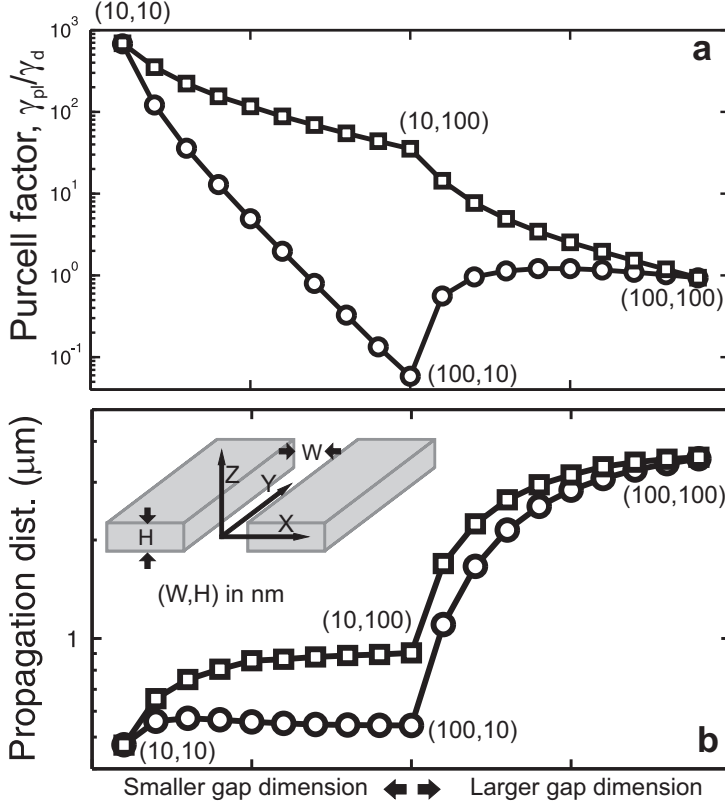 (10,10)
a
10³
10²
10¹
10⁰
10⁻¹
Purcell factor, γpl/γd
(10,100)
(100,100)
(100,10)
b
Propagation dist. (μm)
1
Z
Y
X
W
H
(W,H) in nm
(100,100)
(10,100)
(100,10)
(10,10)
Smaller gap dimension
Larger gap dimension